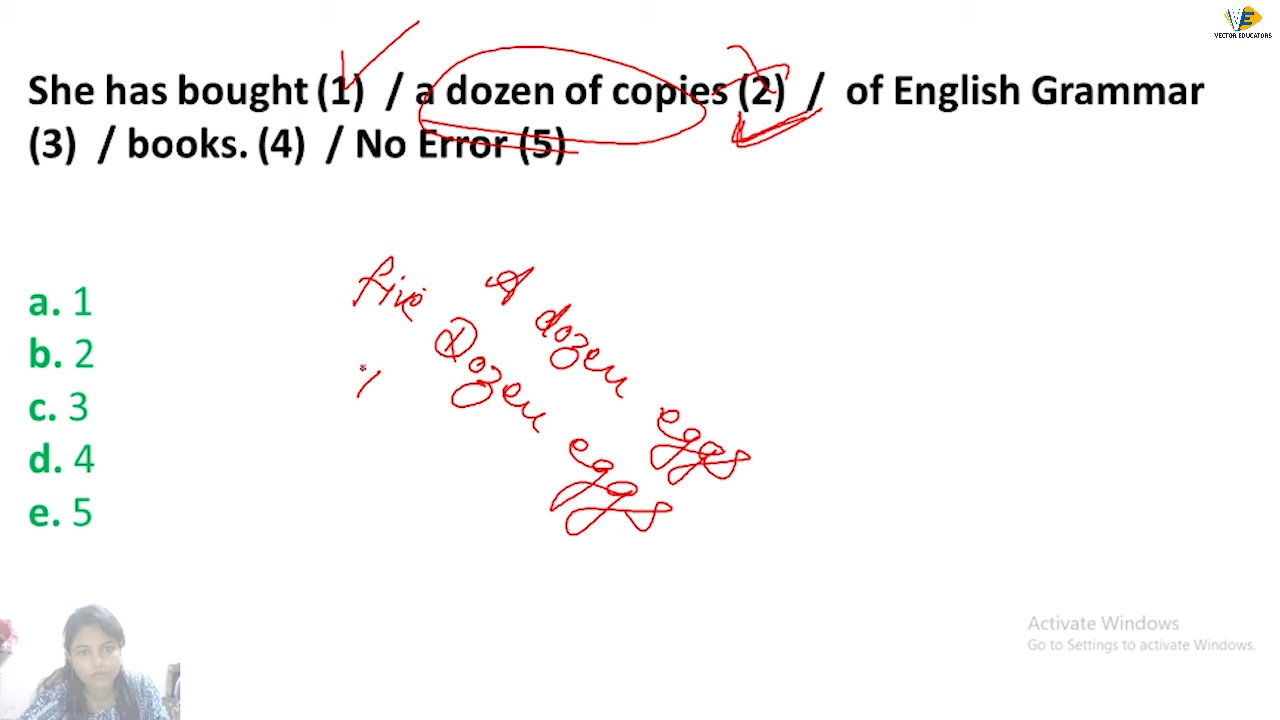 VECTOR EDUCATORS
She has bought (1) / a dozen of copies (2) / of English Grammar
(3) / books. (4) / No Error (5)
a. 1
b. 2
c. 3
d. 4
e. 5
A dozen eggs
five Dozen eggs
Activate Windows
Go to Settings to activate Windows.